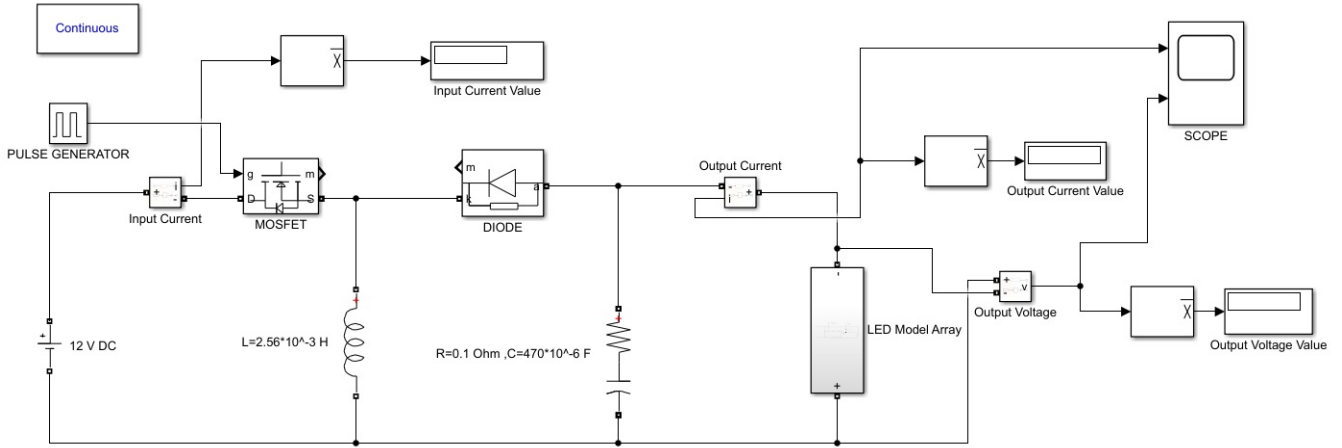 Continuous
X
Input Current Value
PULSE GENERATOR
g
m
D
S
MOSFET
+
-
i
Input Current
m
k
a
DIODE
Output Current
-
+
i
X
Output Current Value
SCOPE
+
12 V DC
+
L=2.56*10^-3 H
+
R=0.1 Ohm ,C=470*10^-6 F
-
+
LED Model Array
+
-
v
Output Voltage
X
Output Voltage Value